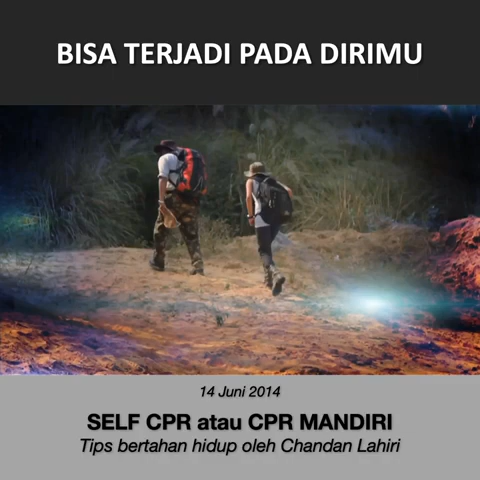 BISA TERJADI PADA DIRIMU
14 Juni 2014
SELF CPR atau CPR MANDIRI
Tips bertahan hidup oleh Chandan Lahiri